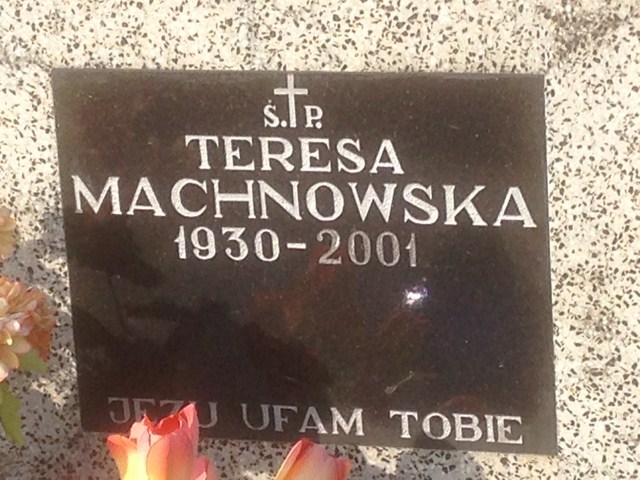 Ś.P.
TERESA
MACHNOWSKA
1930-2001
JEZU UFAM TOBIE